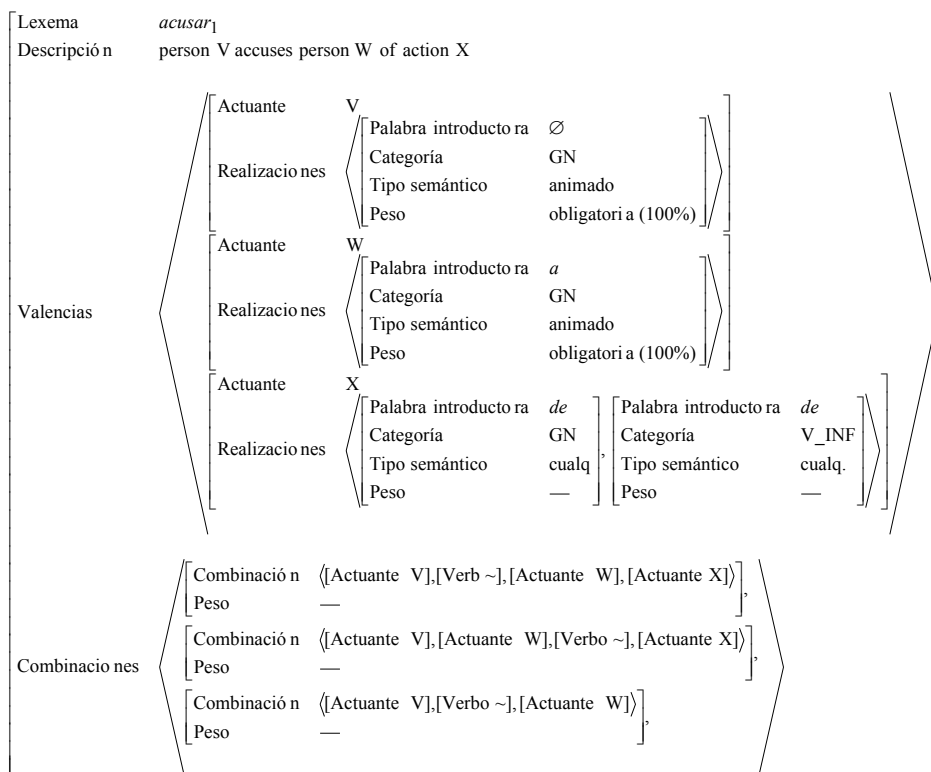 Lexema acusar1
Descripció n person V accuses person W of action X
Actuante V
Palabra introducto ra ∅
Categoría GN
Realizacio nes
Tipo semántico animado
Peso obligatori a (100%)
Actuante W
Palabra introducto ra a
Categoría GN
Valencias Realizacio nes
Tipo semántico animado
Peso obligatori a (100%)
Actuante X
Palabra introducto ra de Palabra introducto ra de
Categoría GN Categoría V_INF
Realizacio nes ,
Tipo semántico cualq Tipo semántico cualq.
Peso — Peso —
Combinació n ⟨[Actuante V],[Verb ~],[Actuante W],[Actuante X]⟩
Peso — ,
Combinació n ⟨[Actuante V],[Actuante W],[Verbo ~],[Actuante X]⟩
Combinacio nes
Peso — ,
Combinació n ⟨[Actuante V],[Verbo ~],[Actuante W]⟩
Peso — ,